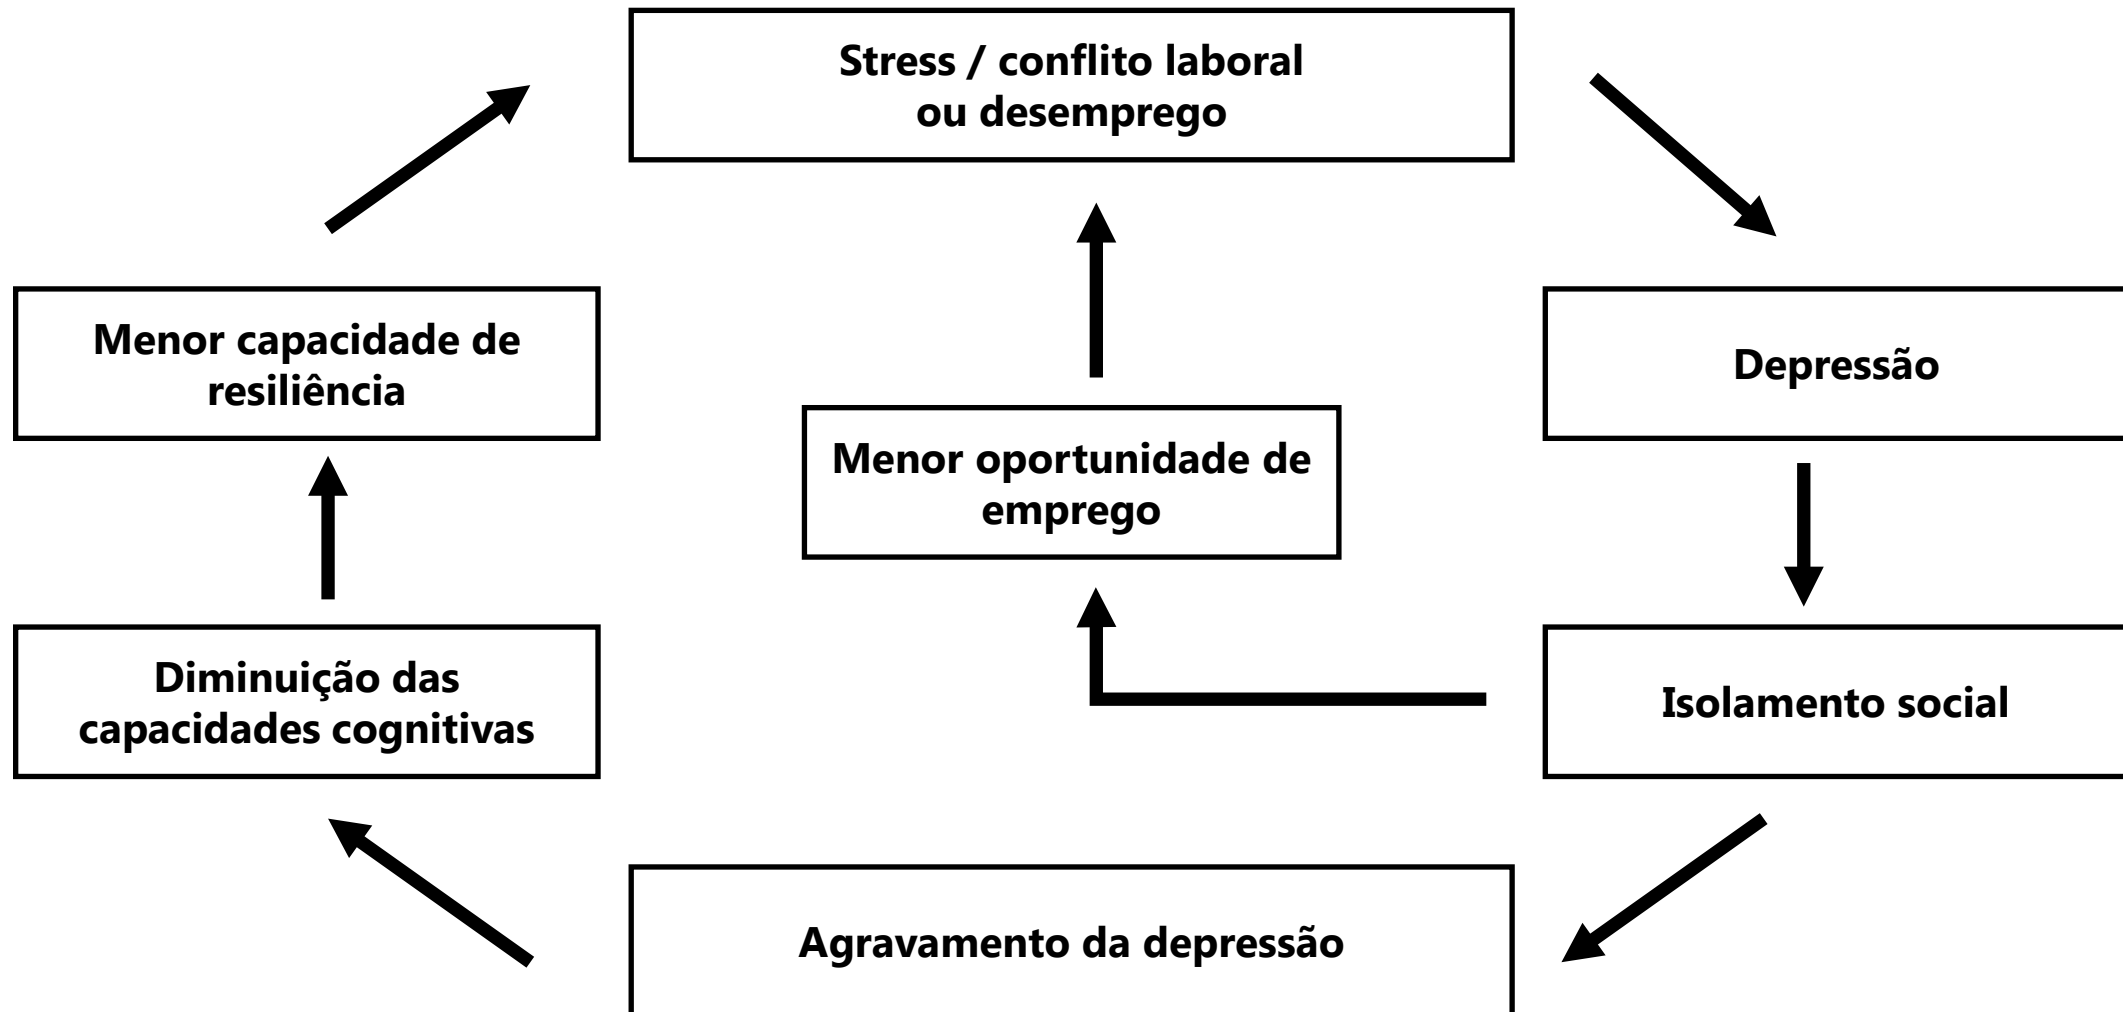 Stress / conflito laboral
ou desemprego
Menor capacidade de
resiliência
Depressão
Menor oportunidade de
emprego
Diminuição das
capacidades cognitivas
Isolamento social
Agravamento da depressão